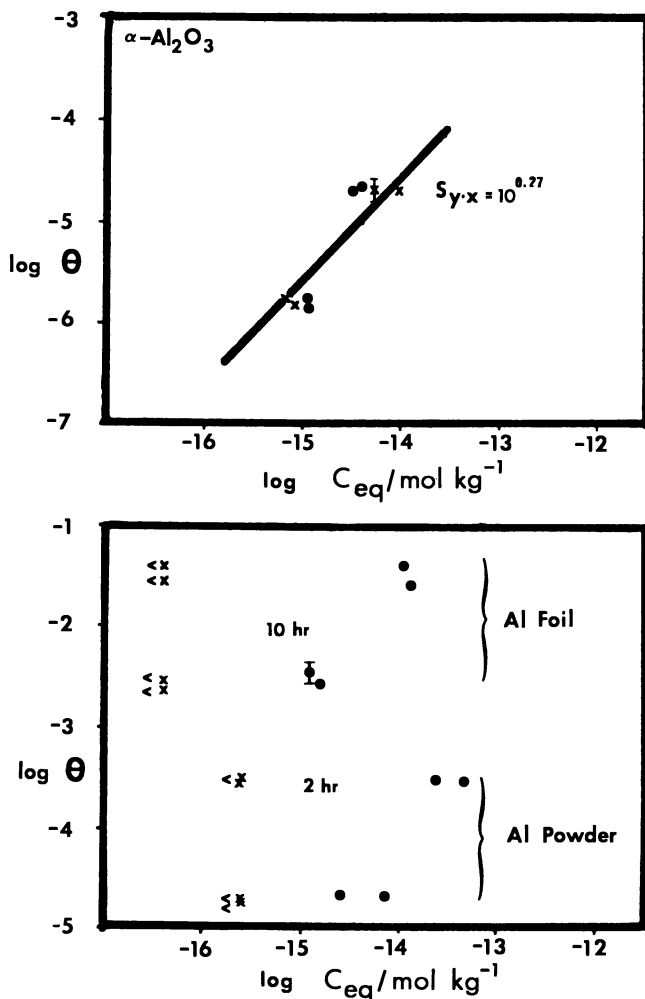 -3
α-Al2O3
-4
Sy·x = 10^0.27
-5
log Θ
-6
-7
-16 -15 -14 -13 -12
log Ceq/mol kg^-1
-1
<x
<x
Al Foil
-2
10 hr
<x
<x
-3
log Θ
<x
x
2 hr
-4
Al Powder
<x
<x
-5
-16 -15 -14 -13 -12
log Ceq/mol kg^-1